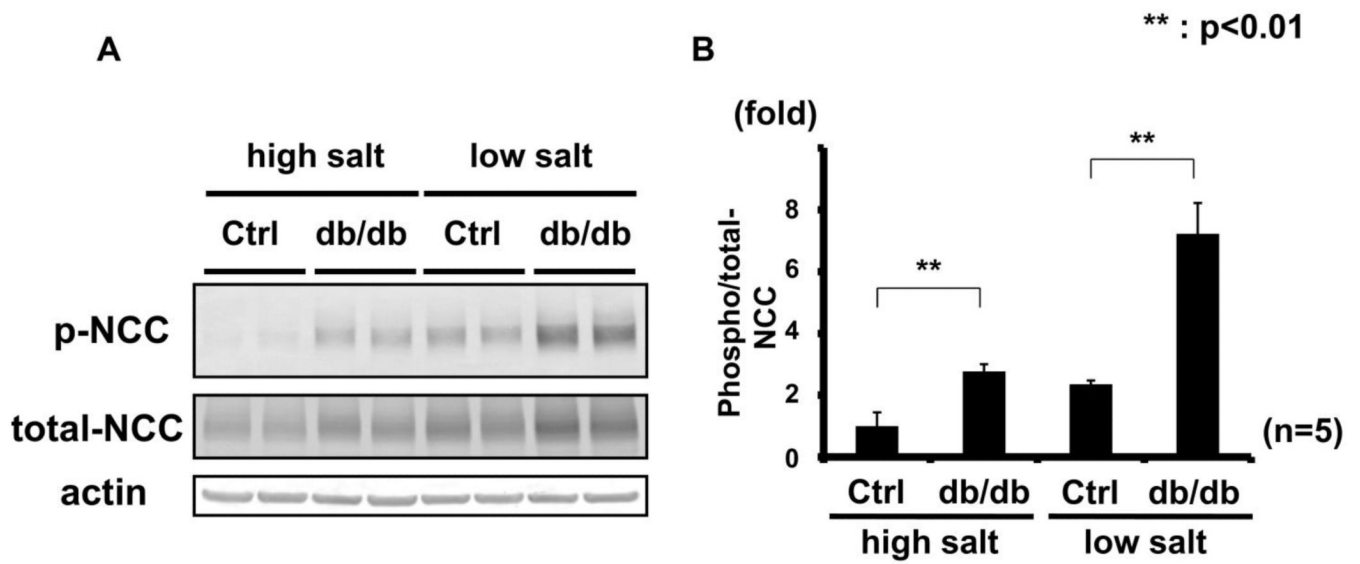 A
high salt low salt
Ctrl db/db Ctrl db/db
p-NCC
total-NCC
actin
B
** : p<0.01
(fold)
Phospho/total-
NCC
**
**
8
6
4
2
0
(n=5)
Ctrl db/db Ctrl db/db
high salt low salt